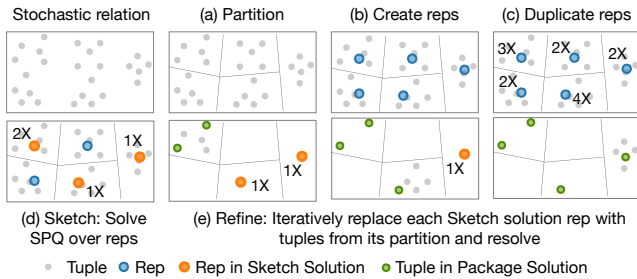 Stochastic relation
(a) Partition
(b) Create reps
(c) Duplicate reps
3X
2X
2X
2X
4X
2X
1X
1X
1X
1X
1X
(d) Sketch: Solve
SPQ over reps
(e) Refine: Iteratively replace each Sketch solution rep with
tuples from its partition and resolve
Tuple
Rep
Rep in Sketch Solution
Tuple in Package Solution